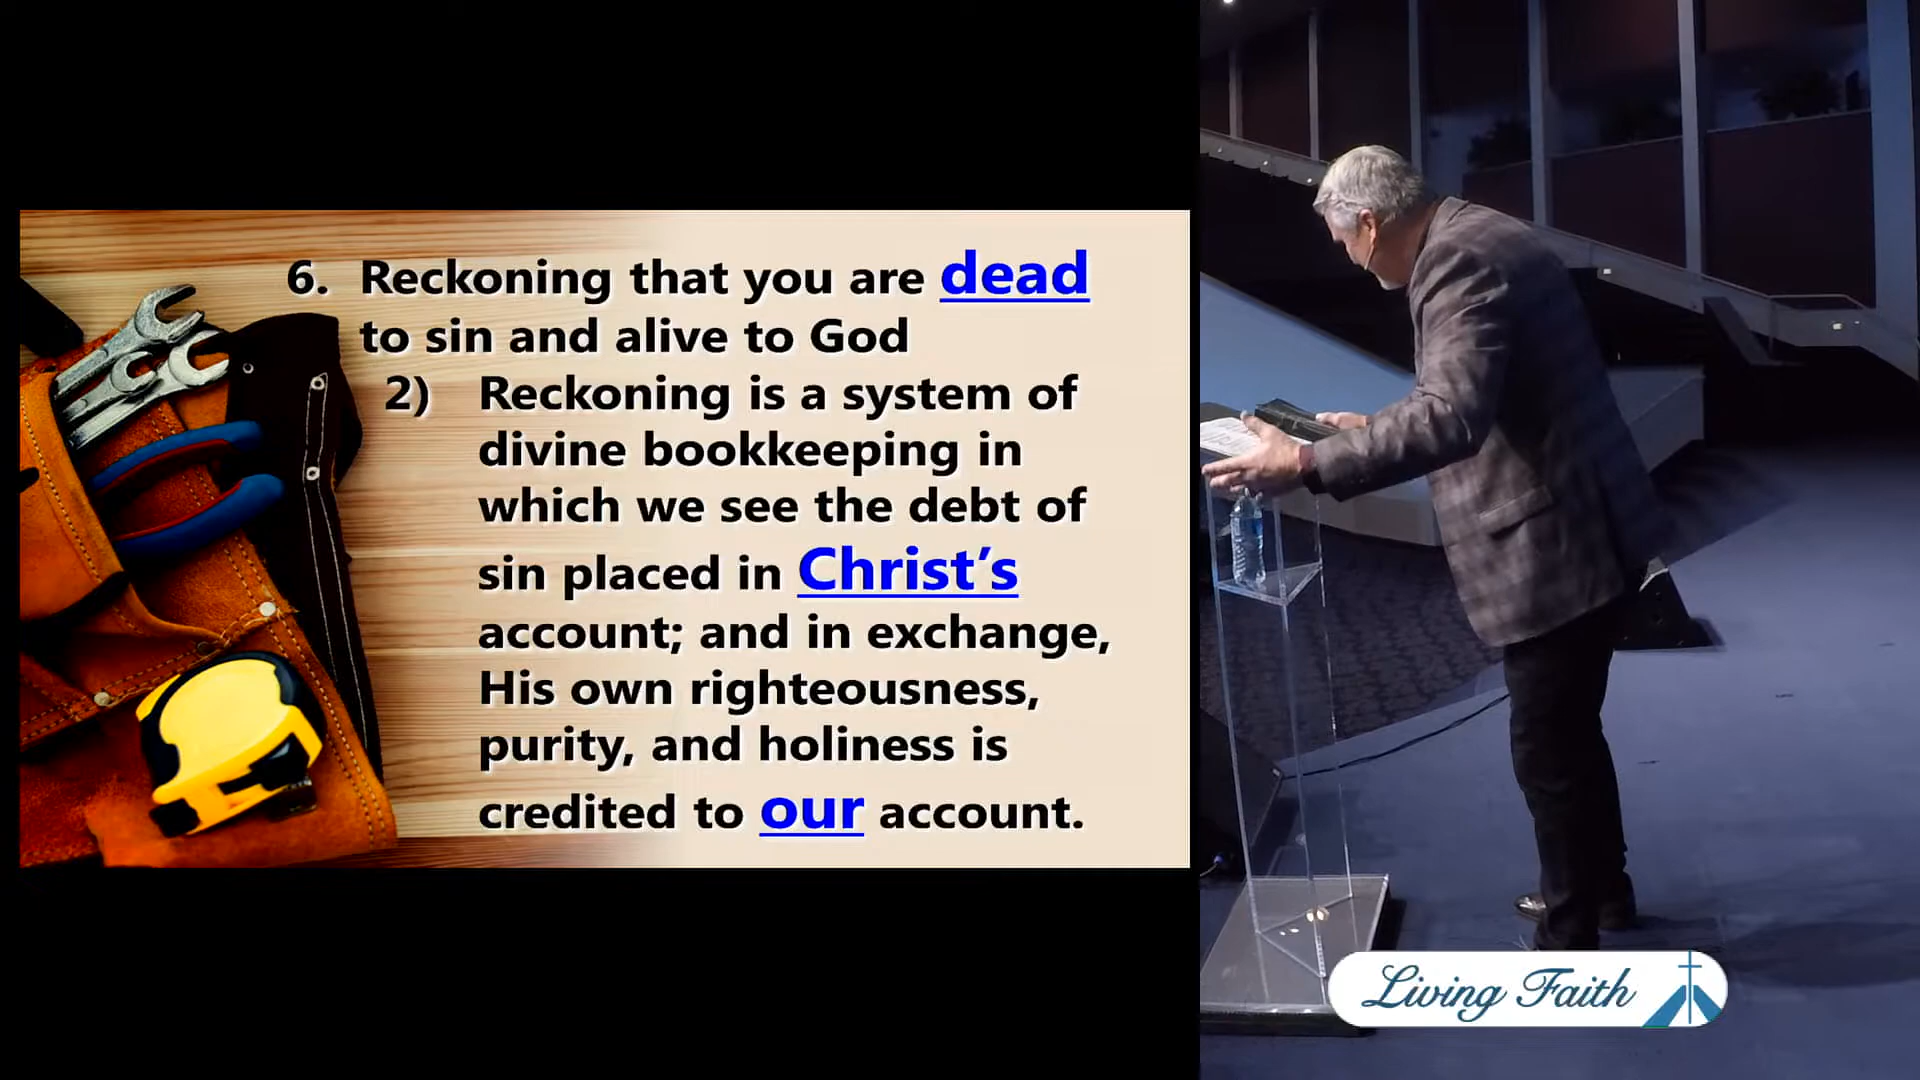 6. Reckoning that you are dead
to sin and alive to God
2) Reckoning is a system of
divine bookkeeping in
which we see the debt of
sin placed in Christ’s
account; and in exchange,
His own righteousness,
purity, and holiness is
credited to our account.
Living Faith